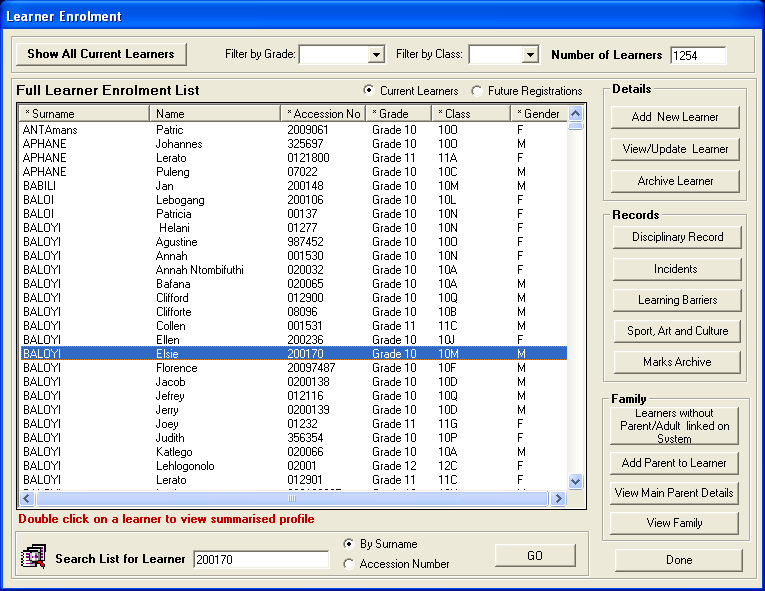 Learner Enrolment
Show All Current Learners Filter by Grade: Filter by Class: Number of Learners 1254
Full Learner Enrolment List Current Learners Future Registrations
* Surname Name * Accession No * Grade * Class * Gender
ANTAmans Patric 2009061 Grade 10 10O F
APHANE Johannes 325697 Grade 10 10O M
APHANE Lerato 0121800 Grade 11 11A F
APHANE Puleng 07022 Grade 10 10C M
BABILI Jan 200148 Grade 10 10M M
BALOI Lebogang 200106 Grade 10 10L F
BALOI Patricia 00137 Grade 10 10N F
BALOYI Helani 01277 Grade 10 10N F
BALOYI Agustine 987452 Grade 10 10O F
BALOYI Annah 001530 Grade 10 10N F
BALOYI Annah Ntombifuthi 020032 Grade 10 10A F
BALOYI Bafana 020065 Grade 10 10A M
BALOYI Clifford 012900 Grade 10 10Q M
BALOYI Clifforte 08096 Grade 10 10B M
BALOYI Collen 001531 Grade 11 11C M
BALOYI Ellen 200236 Grade 10 10J F
BALOYI Elsie 200170 Grade 10 10M M
BALOYI Florence 20097487 Grade 10 10F M
BALOYI Jacob 0200138 Grade 10 10D M
BALOYI Jefrey 012116 Grade 10 10Q M
BALOYI Jerry 0200139 Grade 10 10D M
BALOYI Joey 01232 Grade 11 11G F
BALOYI Judith 356354 Grade 10 10P F
BALOYI Katlego 020066 Grade 10 10A M
BALOYI Lehlogonolo 02001 Grade 12 12C F
BALOYI Lerato 012901 Grade 11 11C F
Double click on a learner to view summarised profile
Search List for Learner 200170 By Surname Accession Number GO
Details
Add New Learner
View/Update Learner
Archive Learner
Records
Disciplinary Record
Incidents
Learning Barriers
Sport, Art and Culture
Marks Archive
Family
Learners without
Parent/Adult linked on
System
Add Parent to Learner
View Main Parent Details
View Family
Done